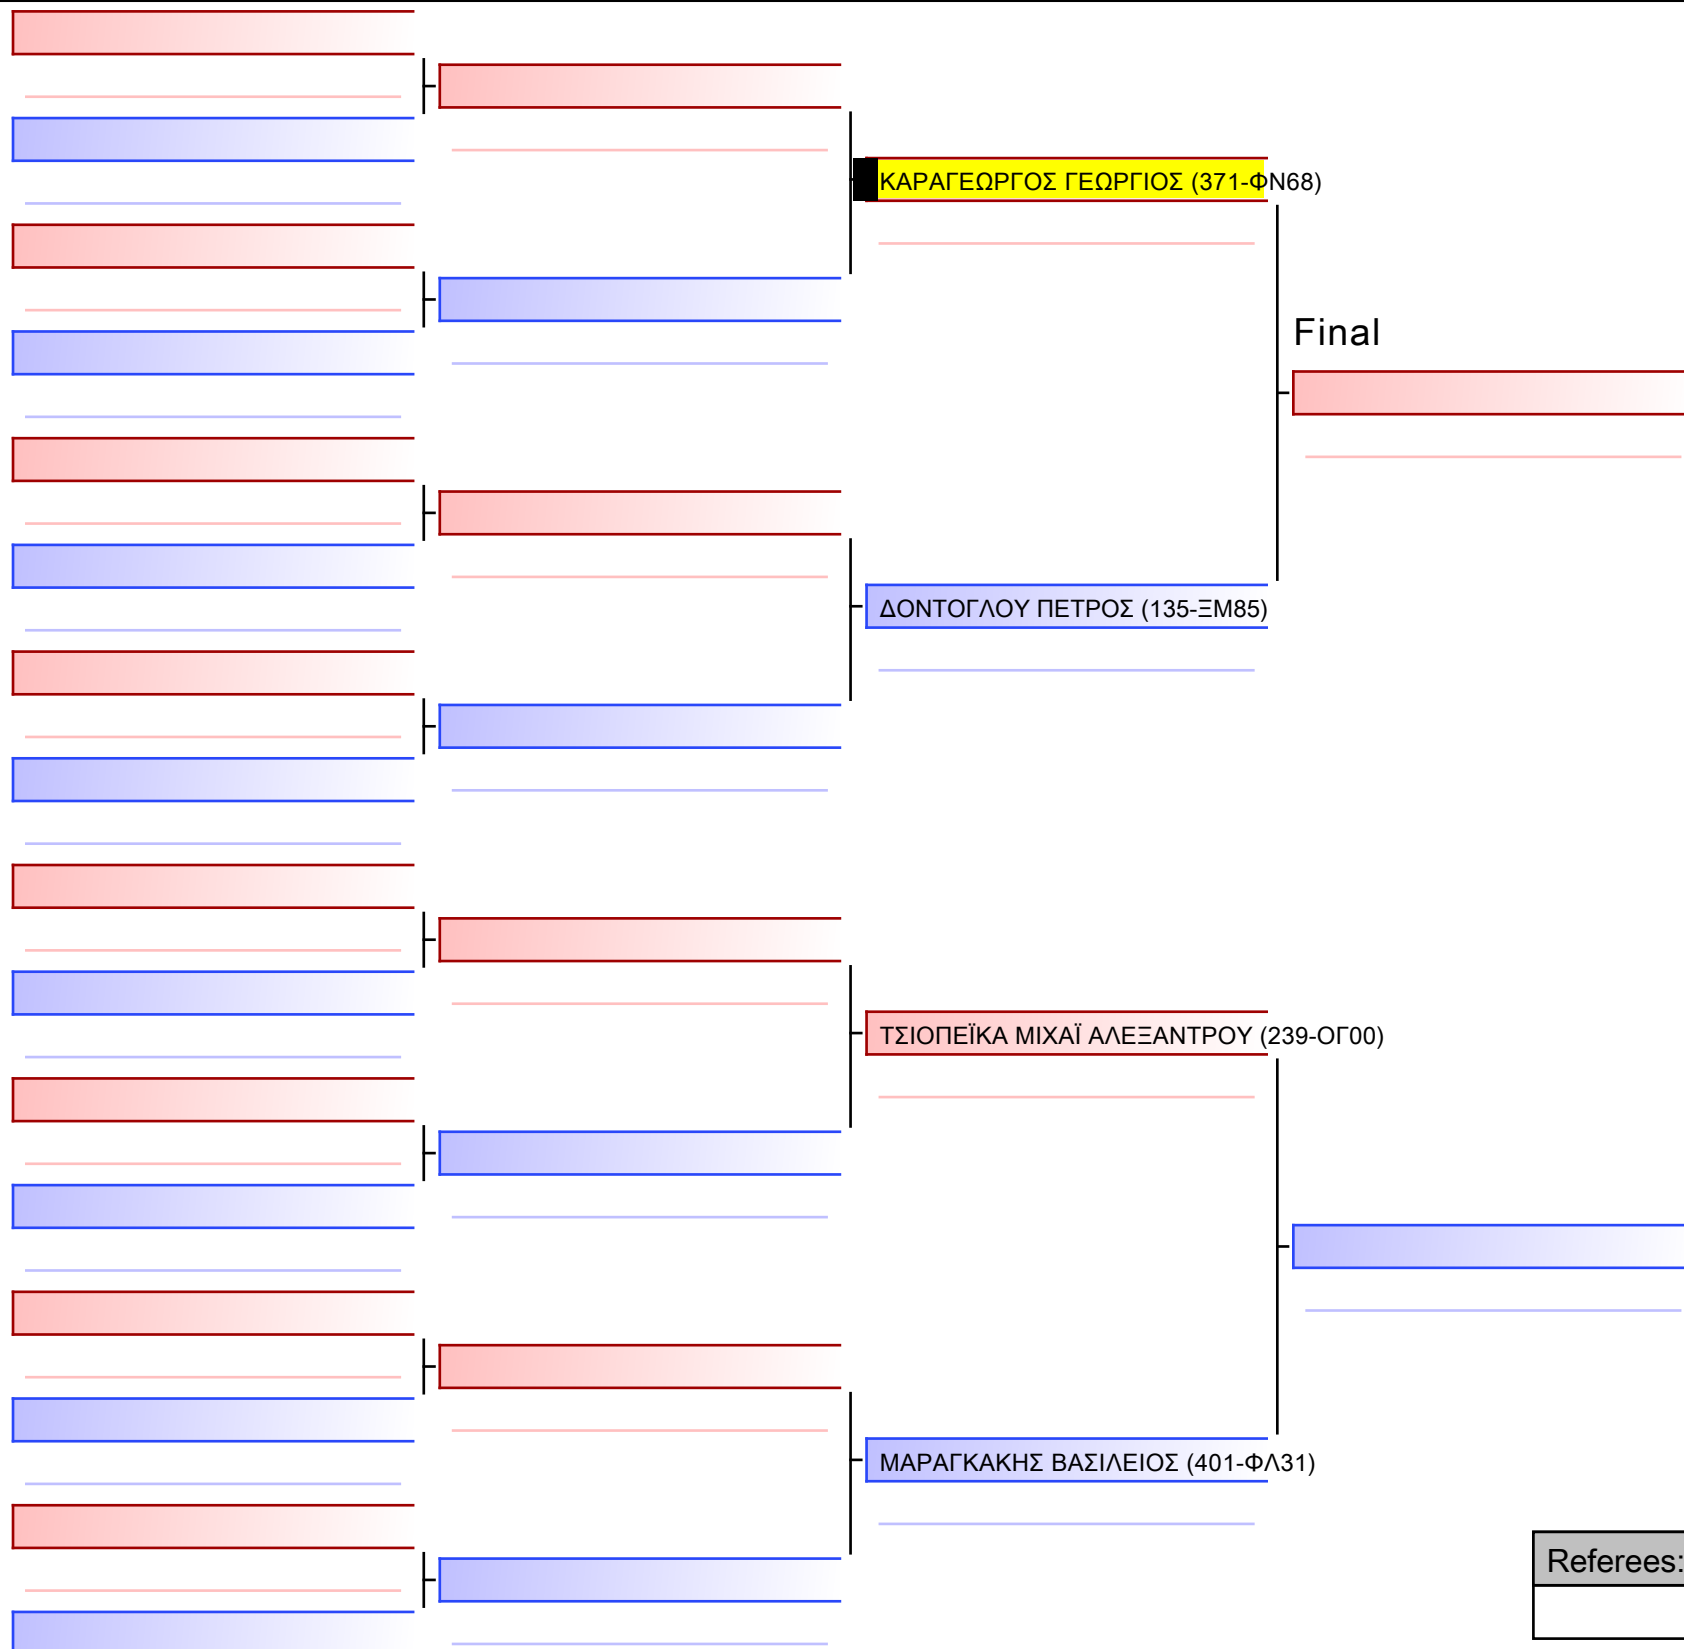 ΚΑΡΑΓΕΩΡΓΟΣ ΓΕΩΡΓΙΟΣ (371-ΦΝ68)
Final
ΔΟΝΤΟΓΛΟΥ ΠΕΤΡΟΣ (135-ΞΜ85)
ΤΣΙΟΠΕΪΚΑ ΜΙΧΑΪ ΑΛΕΞΑΝΤΡΟΥ (239-ΟΓ00)
ΜΑΡΑΓΚΑΚΗΣ ΒΑΣΙΛΕΙΟΣ (401-ΦΛ31)
Referees: